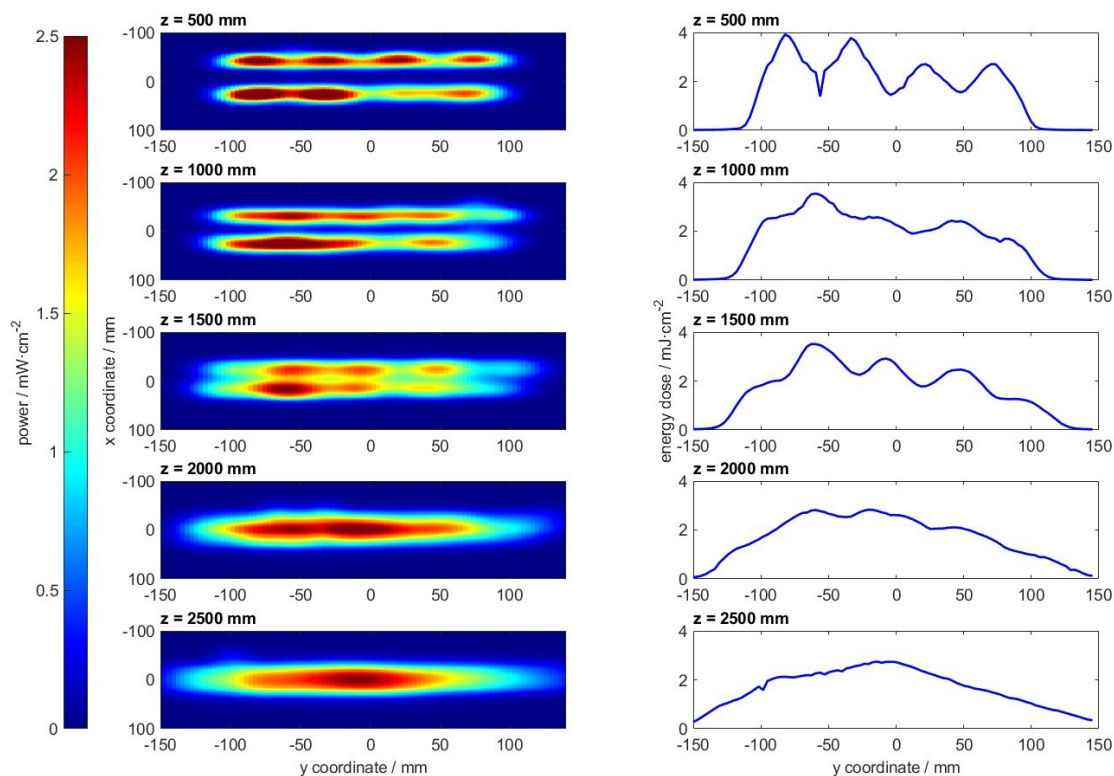 2.5
2
1.5
1
0.5
0
power / mW·cm-2
x coordinate / mm
z = 500 mm
-100
0
100
-150 -100 -50 0 50 100
z = 1000 mm
-100
0
100
-150 -100 -50 0 50 100
z = 1500 mm
-100
0
100
-150 -100 -50 0 50 100
z = 2000 mm
-100
0
100
-150 -100 -50 0 50 100
z = 2500 mm
-100
0
100
-150 -100 -50 0 50 100
y coordinate / mm
energy dose / mJ·cm-2
z = 500 mm
4
2
0
-150 -100 -50 0 50 100 150
z = 1000 mm
4
2
0
-150 -100 -50 0 50 100 150
z = 1500 mm
4
2
0
-150 -100 -50 0 50 100 150
z = 2000 mm
4
2
0
-150 -100 -50 0 50 100 150
z = 2500 mm
4
2
0
-150 -100 -50 0 50 100 150
y coordinate / mm